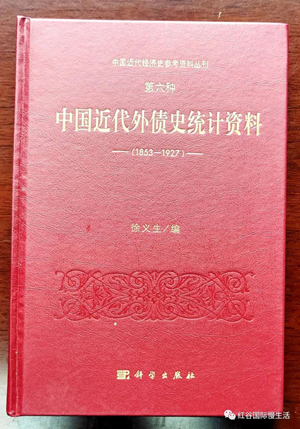 中国近代经济史参考资料丛刊
第六种
中国近代外债史统计资料
——(1853—1927)——
徐义生/编
科学出版社
红谷国际慢生活